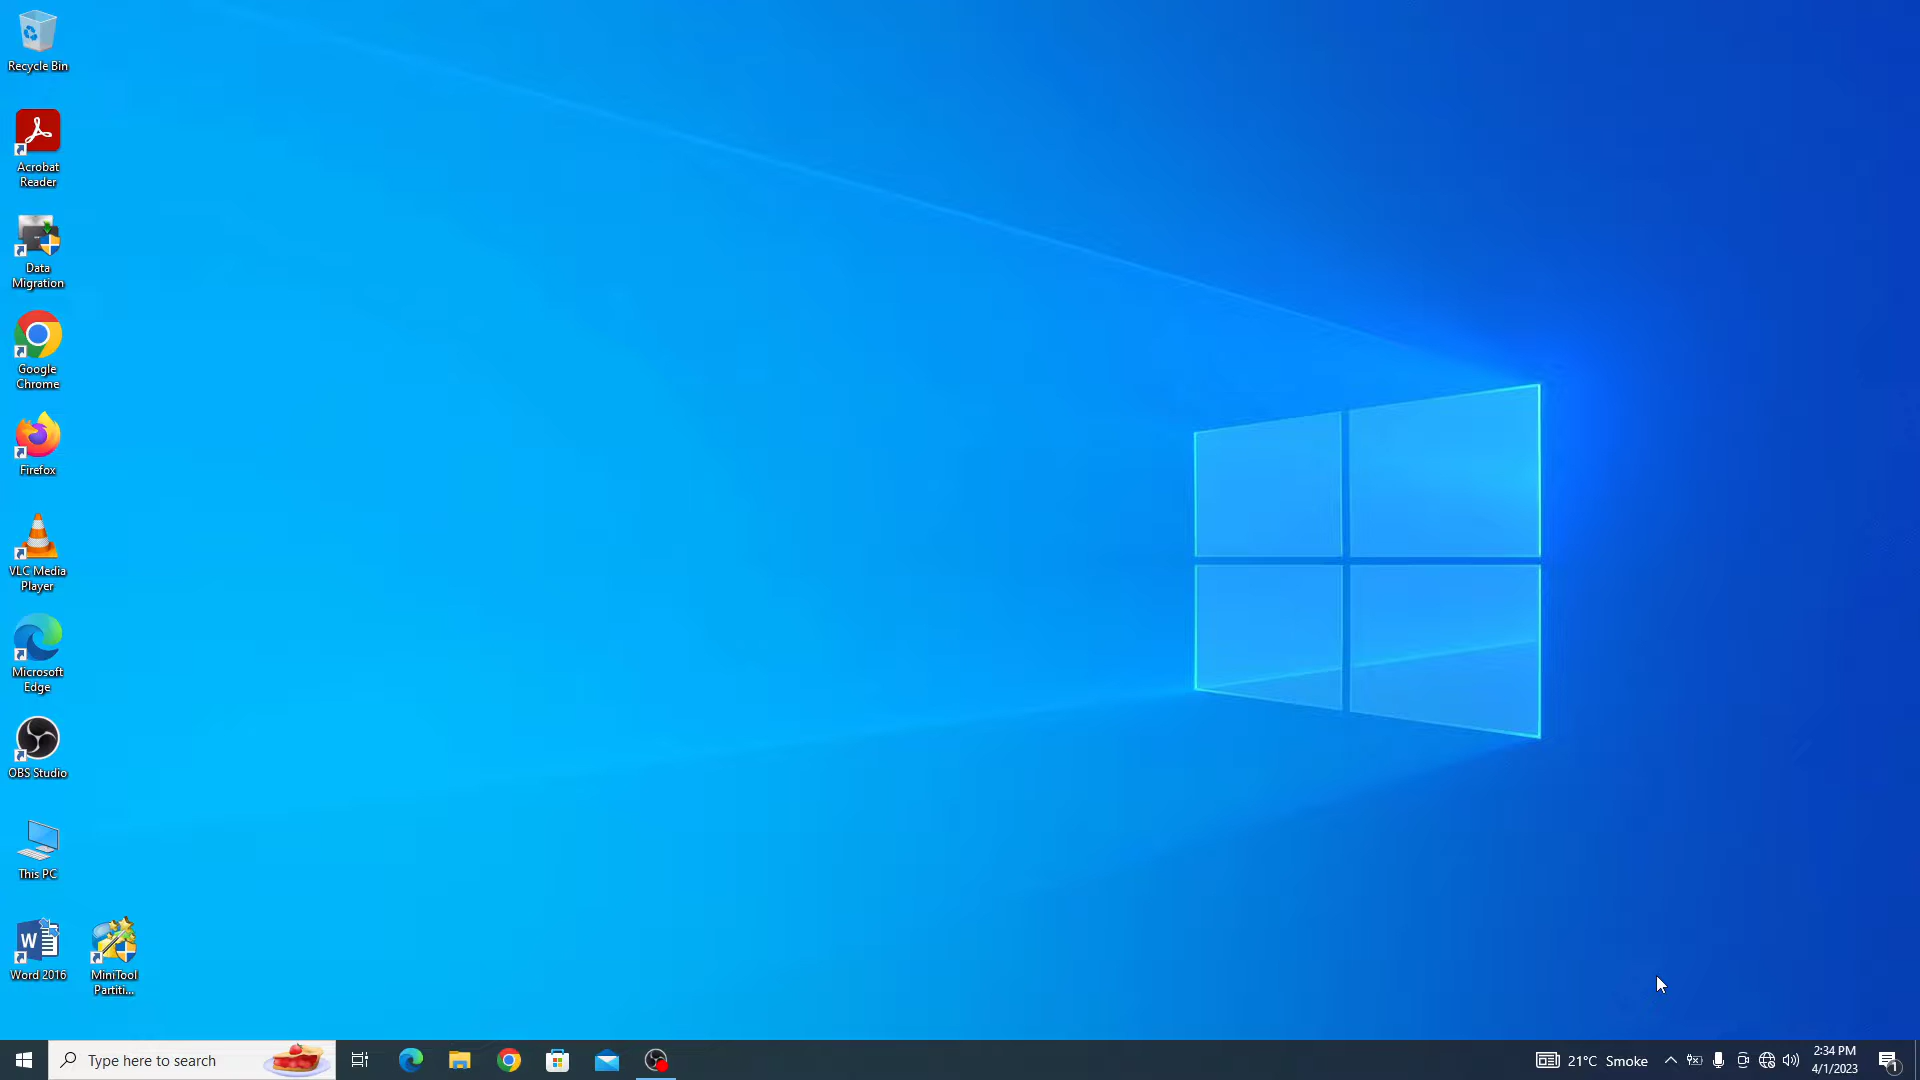 Recycle Bin
Acrobat
Reader
Data
Migration
Google
Chrome
Firefox
VLC Media
Player
Microsoft
Edge
OBS Studio
This PC
W
Word 2016
MiniTool
Partiti...
Type here to search
21°C Smoke
2:34 PM
4/1/2023
1